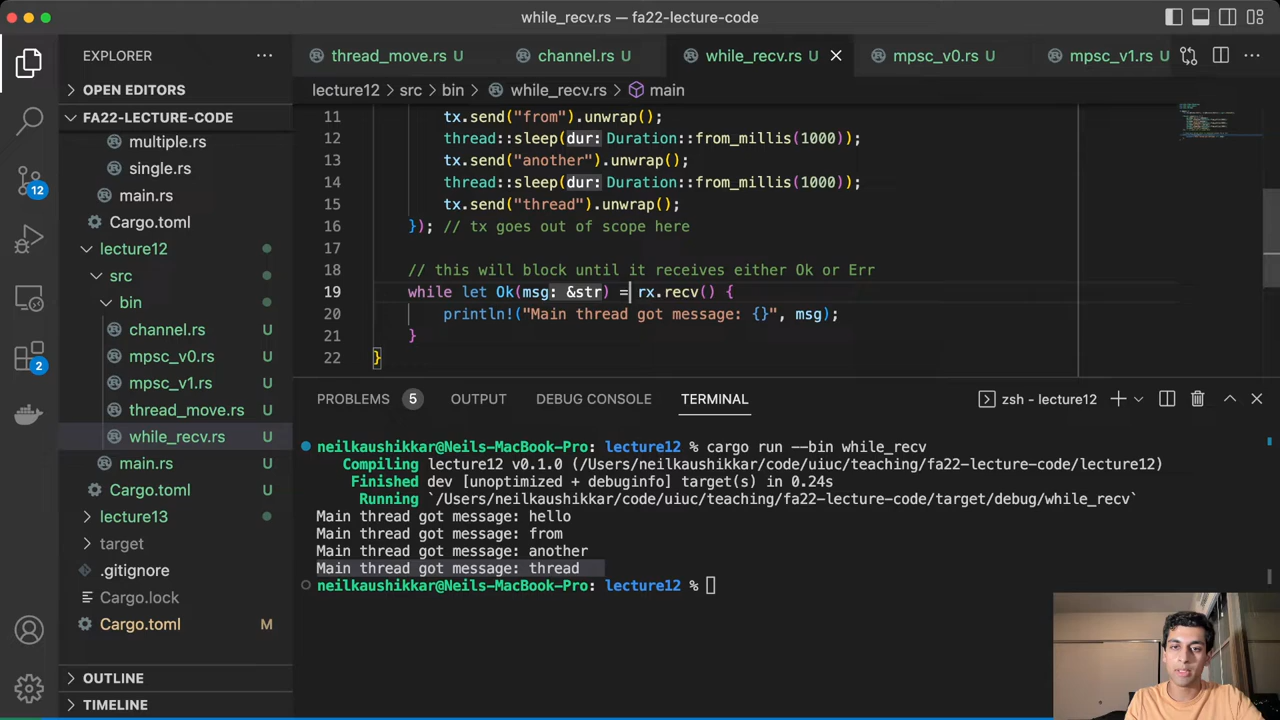 while_recv.rs — fa22-lecture-code
EXPLORER
thread_move.rs U
channel.rs U
while_recv.rs U
mpsc_v0.rs U
mpsc_v1.rs U
OPEN EDITORS
lecture12 > src > bin > while_recv.rs > main
FA22-LECTURE-CODE
multiple.rs
single.rs
main.rs
Cargo.toml
lecture12
src
bin
channel.rs U
mpsc_v0.rs U
mpsc_v1.rs U
thread_move.rs U
while_recv.rs U
main.rs U
Cargo.toml U
lecture13
target
.gitignore
Cargo.lock
Cargo.toml M
OUTLINE
TIMELINE
12
2
11 tx.send("from").unwrap();
12 thread::sleep(dur: Duration::from_millis(1000));
13 tx.send("another").unwrap();
14 thread::sleep(dur: Duration::from_millis(1000));
15 tx.send("thread").unwrap();
16 }); // tx goes out of scope here
17
18 // this will block until it receives either Ok or Err
19 while let Ok(msg: &str) = rx.recv() {
20 println!("Main thread got message: {}", msg);
21 }
22 }
PROBLEMS 5 OUTPUT DEBUG CONSOLE TERMINAL zsh - lecture12
neilkaushikkar@Neils-MacBook-Pro: lecture12 % cargo run --bin while_recv
Compiling lecture12 v0.1.0 (/Users/neilkaushikkar/code/uiuc/teaching/fa22-lecture-code/lecture12)
Finished dev [unoptimized + debuginfo] target(s) in 0.24s
Running `/Users/neilkaushikkar/code/uiuc/teaching/fa22-lecture-code/target/debug/while_recv`
Main thread got message: hello
Main thread got message: from
Main thread got message: another
Main thread got message: thread
neilkaushikkar@Neils-MacBook-Pro: lecture12 %